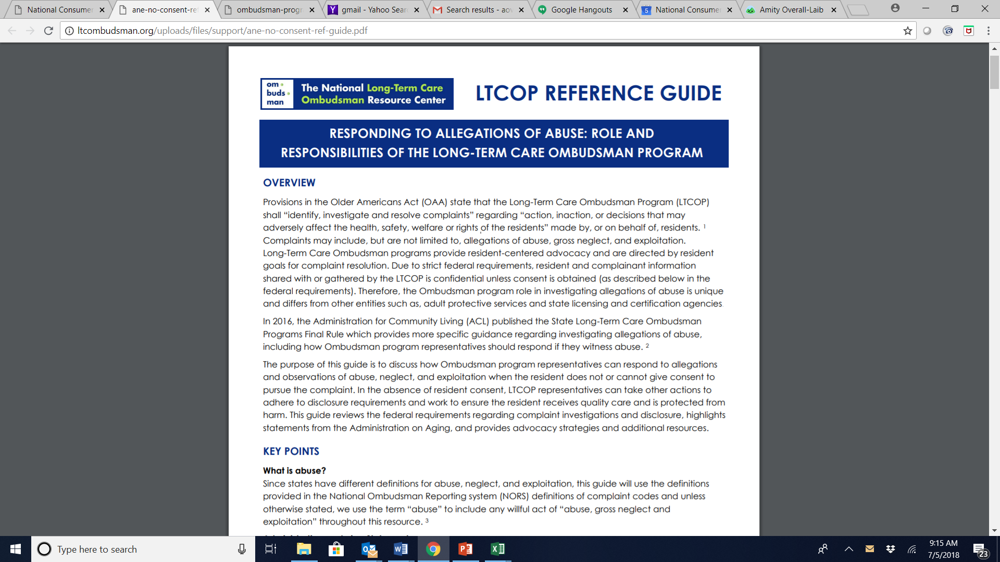 National Consumer
ane-no-consent-ref
ombudsman-progr
gmail - Yahoo Sear
Search results - aov
Google Hangouts
5
National Consume
Amity Overall-Laib
ltcombudsman.org/uploads/files/support/ane-no-consent-ref-guide.pdf
om
buds
man
The National Long-Term Care
Ombudsman Resource Center
LTCOP REFERENCE GUIDE
RESPONDING TO ALLEGATIONS OF ABUSE: ROLE AND
RESPONSIBILITIES OF THE LONG-TERM CARE OMBUDSMAN PROGRAM
OVERVIEW
Provisions in the Older Americans Act (OAA) state that the Long-Term Care Ombudsman Program (LTCOP)
shall “identify, investigate and resolve complaints” regarding “action, inaction, or decisions that may
adversely affect the health, safety, welfare or rights of the residents” made by, or on behalf of, residents. 1
Complaints may include, but are not limited to, allegations of abuse, gross neglect, and exploitation.
Long-Term Care Ombudsman programs provide resident-centered advocacy and are directed by resident
goals for complaint resolution. Due to strict federal requirements, resident and complainant information
shared with or gathered by the LTCOP is confidential unless consent is obtained (as described below in the
federal requirements). Therefore, the Ombudsman program role in investigating allegations of abuse is unique
and differs from other entities such as, adult protective services and state licensing and certification agencies
In 2016, the Administration for Community Living (ACL) published the State Long-Term Care Ombudsman
Programs Final Rule which provides more specific guidance regarding investigating allegations of abuse,
including how Ombudsman program representatives should respond if they witness abuse. 2
The purpose of this guide is to discuss how Ombudsman program representatives can respond to allegations
and observations of abuse, neglect, and exploitation when the resident does not or cannot give consent to
pursue the complaint. In the absence of resident consent, LTCOP representatives can take other actions to
adhere to disclosure requirements and work to ensure the resident receives quality care and is protected from
harm. This guide reviews the federal requirements regarding complaint investigations and disclosure, highlights
statements from the Administration on Aging, and provides advocacy strategies and additional resources.
KEY POINTS
What is abuse?
Since states have different definitions for abuse, neglect, and exploitation, this guide will use the definitions
provided in the National Ombudsman Reporting system (NORS) definitions of complaint codes and unless
otherwise stated, we use the term “abuse” to include any willful act of “abuse, gross neglect and
exploitation” throughout this resource. 3
Type here to search
9:15 AM
7/5/2018
23